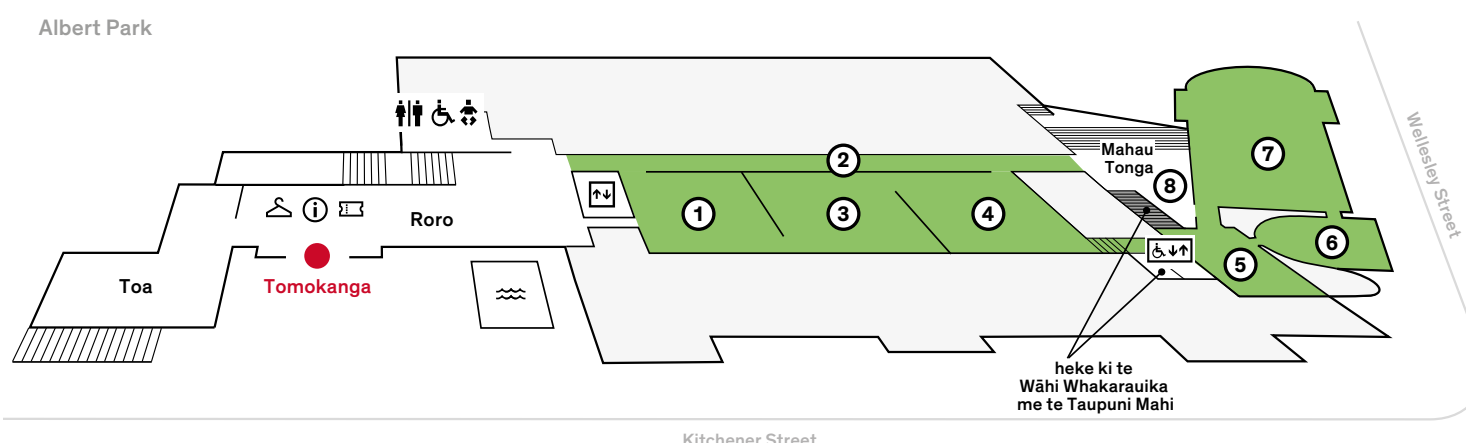 Albert Park
Wellesley Street
Mahau
Tonga
2
7
8
1
3
4
Roro
6
5
Toa
Tomokanga
heke ki te
Wāhi Whakarauika
me te Taupuni Mahi
Kitchener Street